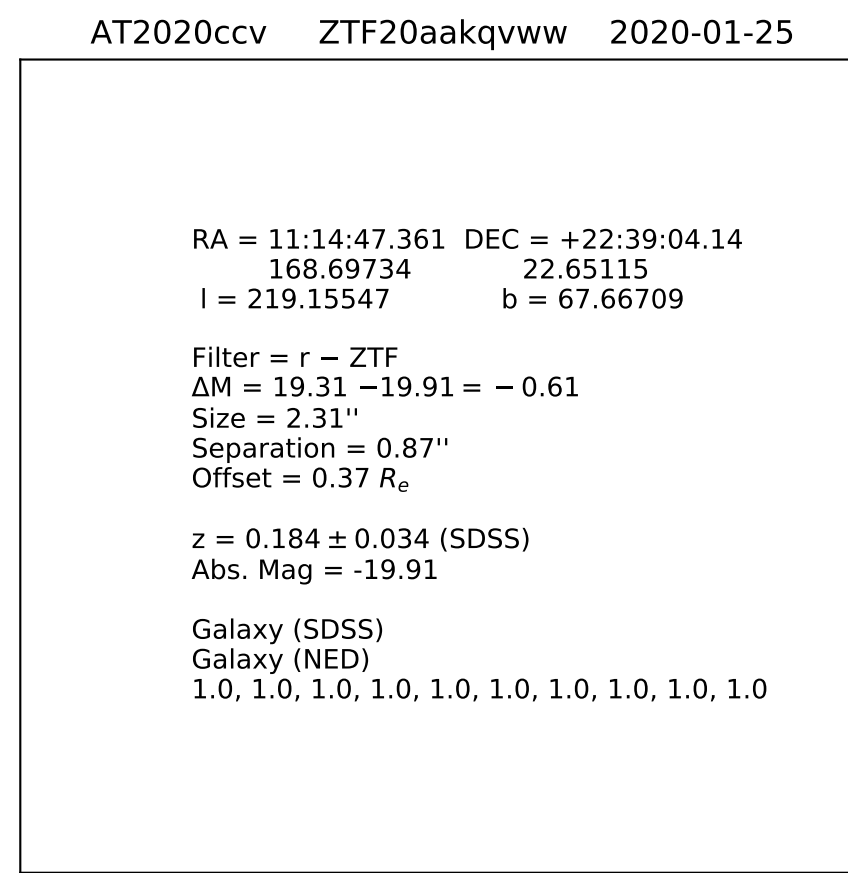 AT2020ccv ZTF20aakqvww 2020-01-25
RA = 11:14:47.361 DEC = +22:39:04.14
168.69734 22.65115
l = 219.15547 b = 67.66709
Filter = r − ZTF
ΔM = 19.31 −19.91 = − 0.61
Size = 2.31''
Separation = 0.87''
Offset = 0.37 Re
z = 0.184 ± 0.034 (SDSS)
Abs. Mag = -19.91
Galaxy (SDSS)
Galaxy (NED)
1.0, 1.0, 1.0, 1.0, 1.0, 1.0, 1.0, 1.0, 1.0, 1.0